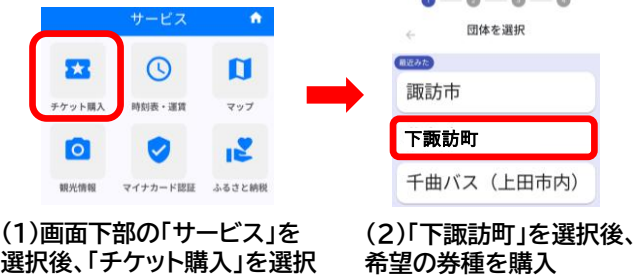 サービス
チケット購入
時刻表・運賃
マップ
観光情報
マイナカード認証
ふるさと納税
(1)画面下部の「サービス」を
選択後、「チケット購入」を選択
団体を選択
最近みた
諏訪市
下諏訪町
千曲バス（上田市内）
(2)「下諏訪町」を選択後、
希望の券種を購入